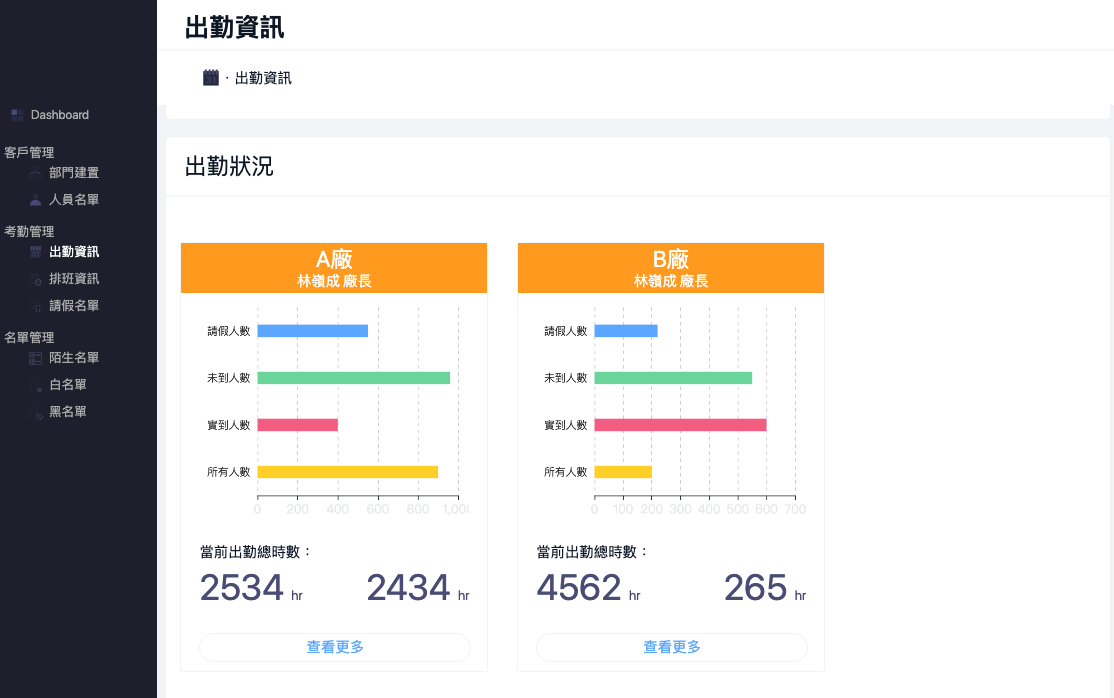 出勤資訊
· 出勤資訊
Dashboard
客戶管理
部門建置
人員名單
考勤管理
出勤資訊
排班資訊
請假名單
名單管理
陌生名單
白名單
黑名單
出勤狀況
A廠
林嶺成 廠長
請假人數
未到人數
實到人數
所有人數
0 200 400 600 800 1,000
當前出勤總時數：
2534 hr 2434 hr
查看更多
B廠
林嶺成 廠長
請假人數
未到人數
實到人數
所有人數
0 100 200 300 400 500 600 700
當前出勤總時數：
4562 hr 265 hr
查看更多